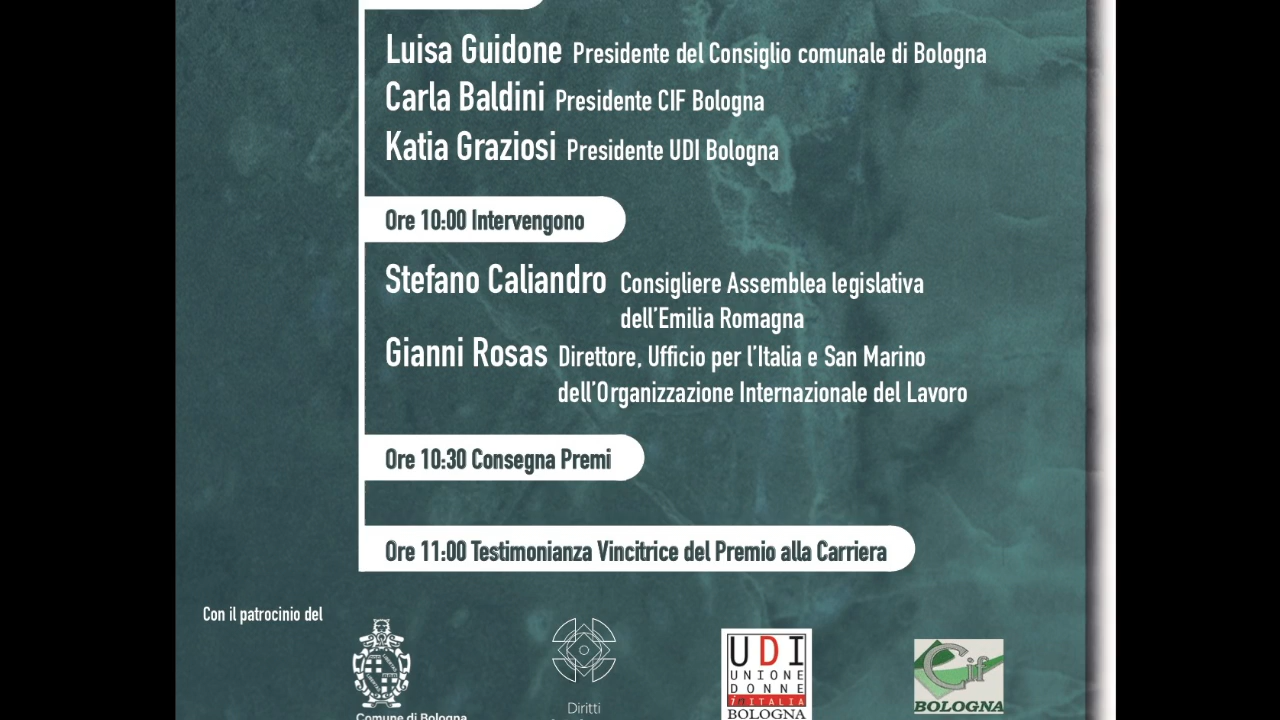 Luisa Guidone Presidente del Consiglio comunale di Bologna
Carla Baldini Presidente CIF Bologna
Katia Graziosi Presidente UDI Bologna
Ore 10:00 Intervengono
Stefano Caliandro Consigliere Assemblea legislativa
dell'Emilia Romagna
Gianni Rosas Direttore, Ufficio per l'Italia e San Marino
dell'Organizzazione Internazionale del Lavoro
Ore 10:30 Consegna Premi
Ore 11:00 Testimonianza Vincitrice del Premio alla Carriera
Con il patrocinio del
Comune di Bologna
Diritti
UDI
UNIONE
DONNE
in ITALIA
BOLOGNA
Cif
BOLOGNA